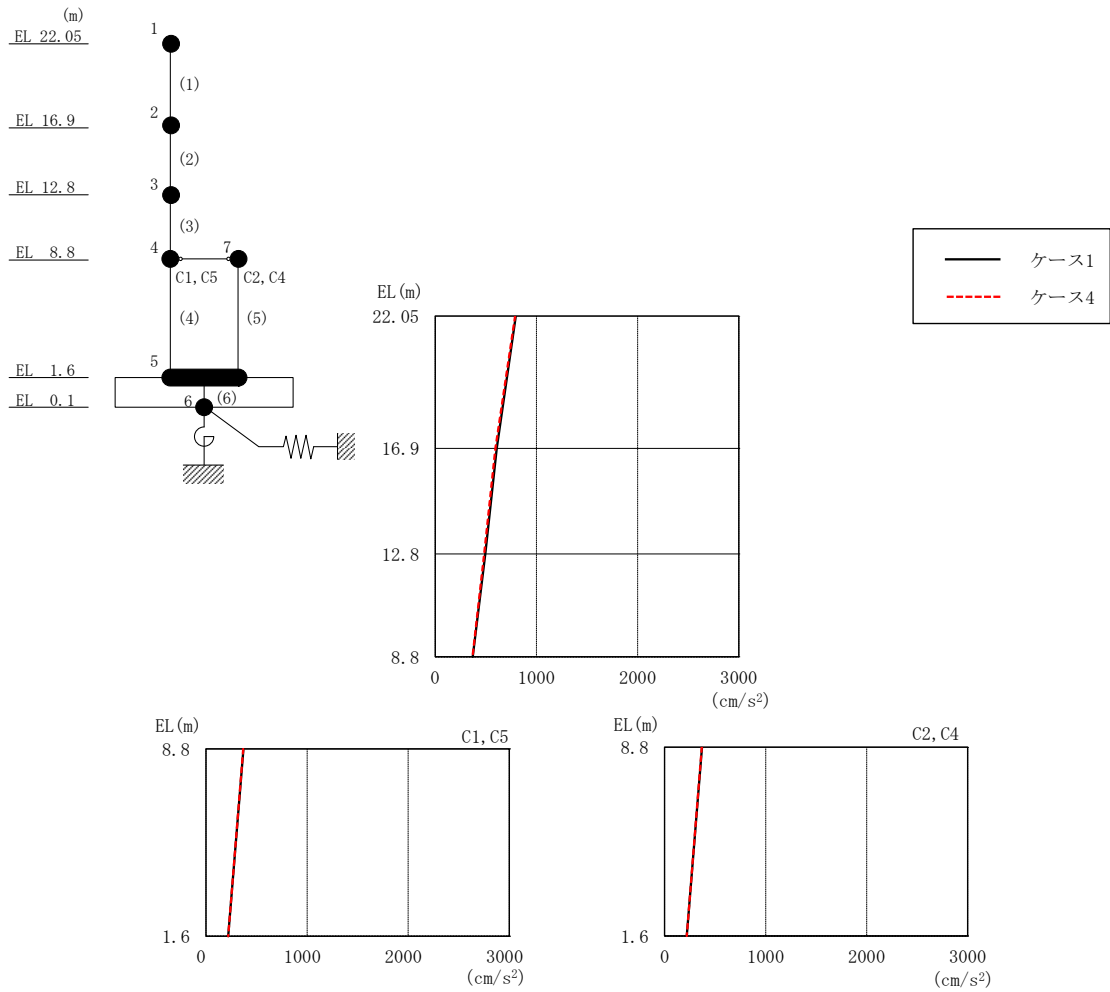 (m)
EL 22.05
1
(1)
EL 16.9
2
(2)
EL 12.8
3
(3)
EL 8.8
4
7
C1,C5
C2,C4
(4)
(5)
EL 1.6
5
EL 0.1
6
(6)
ケース1
ケース4
EL(m)
22.05
16.9
12.8
8.8
0
1000
2000
3000
(cm/s²)
EL(m)
C1,C5
8.8
1.6
0
1000
2000
3000
(cm/s²)
EL(m)
C2,C4
8.8
1.6
0
1000
2000
3000
(cm/s²)